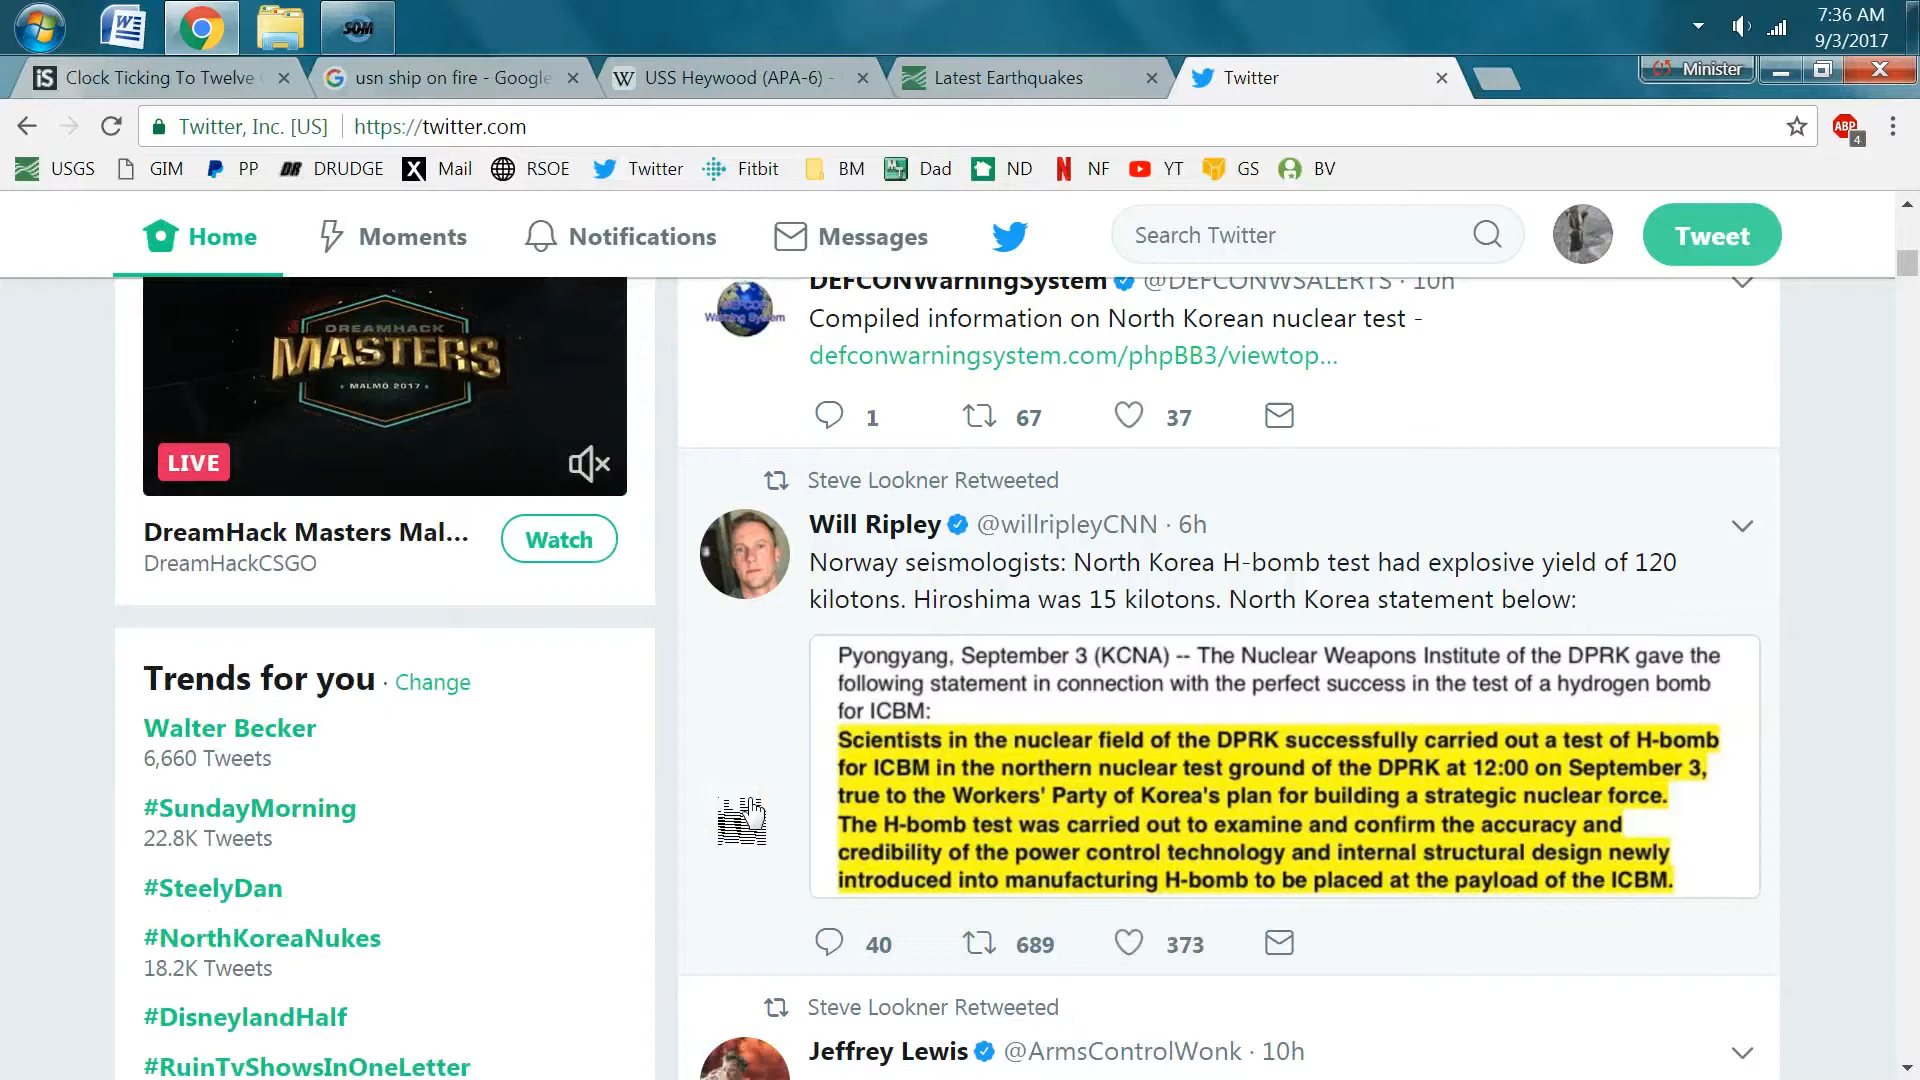 SOM
7:36 AM
9/3/2017
iS Clock Ticking To Twelve
usn ship on fire - Google
W USS Heywood (APA-6) -
Latest Earthquakes
Twitter
Minister
Twitter, Inc. [US] https://twitter.com
ABP
4
USGS GIM PP DR DRUDGE X Mail RSOE Twitter Fitbit BM Dad ND N NF YT GS BV
Home Moments Notifications Messages Search Twitter Tweet
DREAMHACK
MASTERS
MALMÖ 2017
LIVE
DreamHack Masters Mal...
DreamHackCSGO
Watch
Trends for you · Change
Walter Becker
6,660 Tweets
#SundayMorning
22.8K Tweets
#SteelyDan
#NorthKoreaNukes
18.2K Tweets
#DisneylandHalf
#RuinTvShowsInOneLetter
DEFCON
Warning System
DEFCONWarningSystem @DEFCONWSALERTS · 10h
Compiled information on North Korean nuclear test -
defconwarningsystem.com/phpBB3/viewtop...
1 67 37
Steve Lookner Retweeted
Will Ripley @willripleyCNN · 6h
Norway seismologists: North Korea H-bomb test had explosive yield of 120
kilotons. Hiroshima was 15 kilotons. North Korea statement below:
Pyongyang, September 3 (KCNA) -- The Nuclear Weapons Institute of the DPRK gave the
following statement in connection with the perfect success in the test of a hydrogen bomb
for ICBM:
Scientists in the nuclear field of the DPRK successfully carried out a test of H-bomb
for ICBM in the northern nuclear test ground of the DPRK at 12:00 on September 3,
true to the Workers' Party of Korea's plan for building a strategic nuclear force.
The H-bomb test was carried out to examine and confirm the accuracy and
credibility of the power control technology and internal structural design newly
introduced into manufacturing H-bomb to be placed at the payload of the ICBM.
40 689 373
Steve Lookner Retweeted
Jeffrey Lewis @ArmsControlWonk · 10h